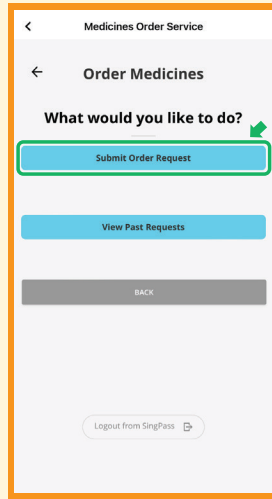 Medicines Order Service
Order Medicines
What would you like to do?
Submit Order Request
View Past Requests
BACK
Logout from SingPass